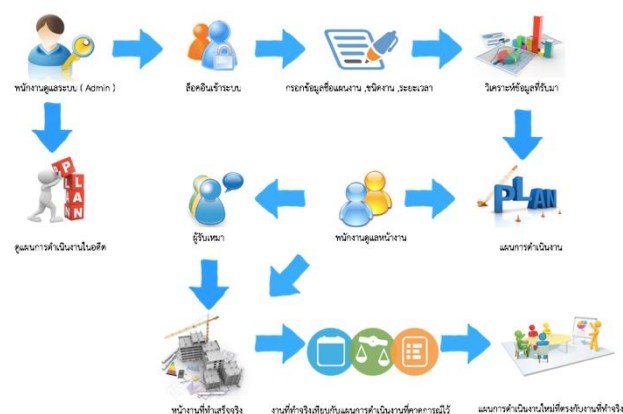 พนักงานดูแลระบบ ( Admin )
ล็อคอินเข้าระบบ
กรอกข้อมูลชื่อแผนงาน ,ชนิดงาน ,ระยะเวลา
วิเคราะห์ข้อมูลที่รับมา
PLAN
PLAN
PLAN
ดูแผนการดำเนินงานในอดีต
ผู้รับเหมา
พนักงานดูแลหน้างาน
แผนการดำเนินงาน
หน้างานที่ทำเสร็จจริง
งานที่ทำจริงเทียบกับแผนการดำเนินงานที่คาดการณ์ไว้
แผนการดำเนินงานใหม่ที่ตรงกับงานที่ทำจริง